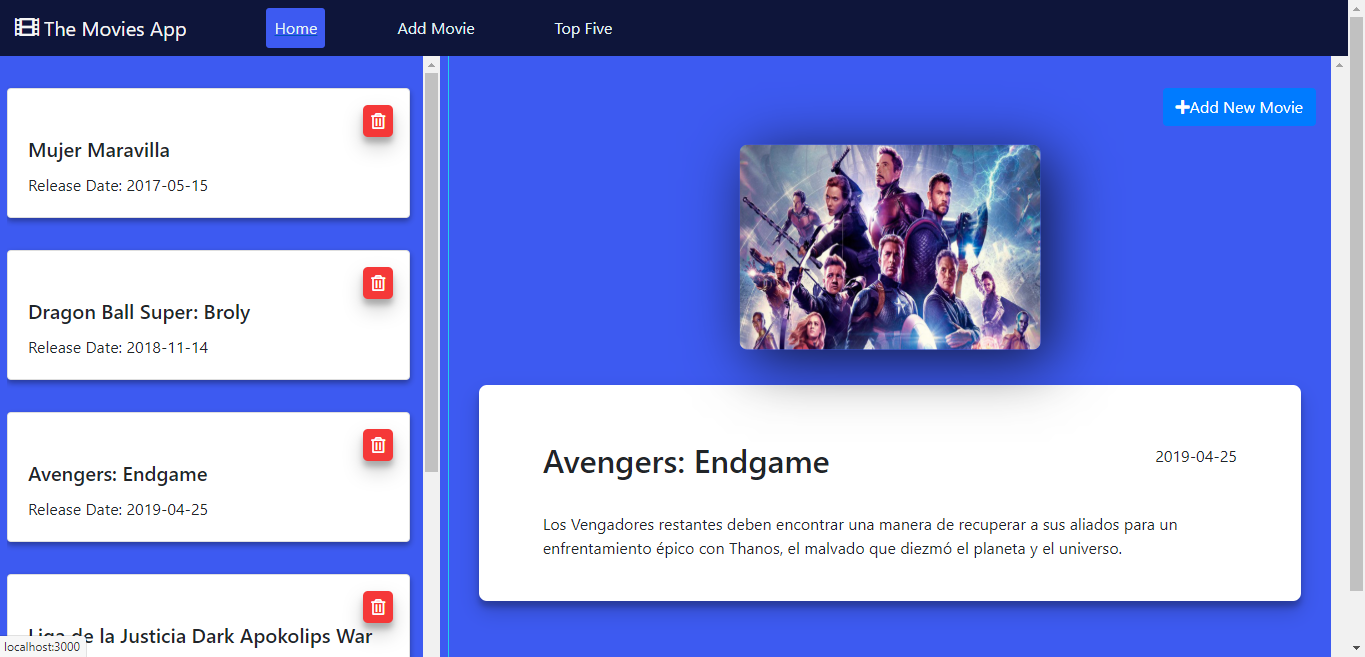 The Movies App Home Add Movie Top Five
Add New Movie
Mujer Maravilla
Release Date: 2017-05-15
Dragon Ball Super: Broly
Release Date: 2018-11-14
Avengers: Endgame
Release Date: 2019-04-25
Liga de la Justicia Dark Apokolips War
localhost:3000
Avengers: Endgame
2019-04-25
Los Vengadores restantes deben encontrar una manera de recuperar a sus aliados para un
enfrentamiento épico con Thanos, el malvado que diezmó el planeta y el universo.